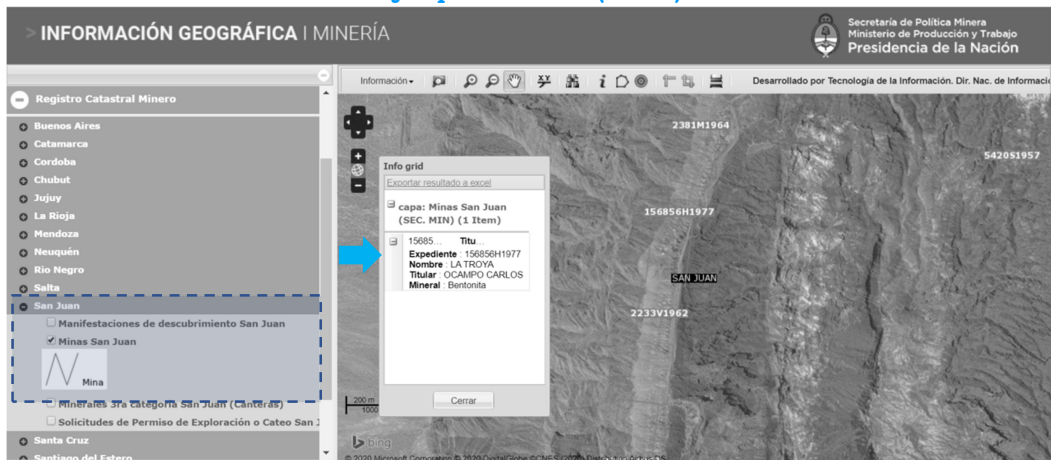 > INFORMACIÓN GEOGRÁFICA I MINERÍA
Secretaría de Política Minera
Ministerio de Producción y Trabajo
Presidencia de la Nación
Información
Desarrollado por Tecnología de la Información. Dir. Nac. de Informaci
Registro Catastral Minero
Buenos Aires
Catamarca
Cordoba
Chubut
Jujuy
La Rioja
Mendoza
Neuquén
Rio Negro
Salta
San Juan
Manifestaciones de descubrimiento San Juan
Minas San Juan
Mina
Minerales 3ra categoria San Juan (Canteras)
Solicitudes de Permiso de Exploración o Cateo San J
Santa Cruz
Santiago del Estero
Info grid
Exportar resultado a excel
capa: Minas San Juan
(SEC. MIN) (1 Item)
15685... Titu...
Expediente : 156856H1977
Nombre : LA TROYA
Titular : OCAMPO CARLOS
Mineral : Bentonita
Cerrar
2381M1964
5420S1957
156856H1977
SAN JUAN
2233V1962
200 m
1000
bing
© 2020 Microsoft Corporation © 2020 DigitalGlobe ©CNES (2020) Distribution Airbus DS